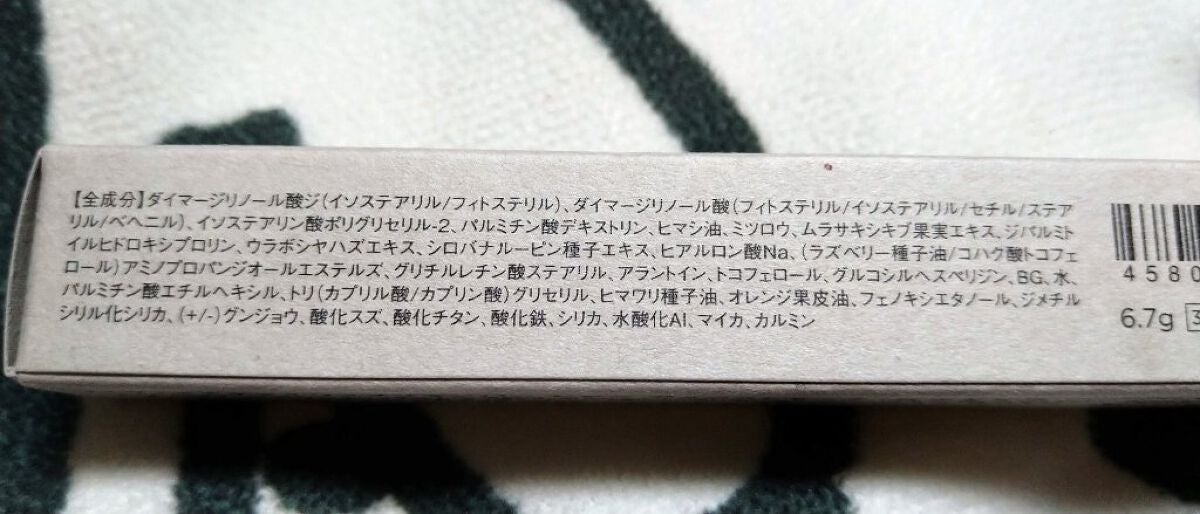 【全成分】ダイマージリノール酸ジ(イソステアリル/フィトステリル)、ダイマージリノール酸(フィトステリル/イソステアリル/セチル/ステア
リル/ベヘニル)、イソステアリン酸ポリグリセリル-2、パルミチン酸デキストリン、ヒマシ油、ミツロウ、ムラサキシキブ果実エキス、ジパルミト
イルヒドロキシプロリン、ウラボシヤハズエキス、シロバナルーピン種子エキス、ヒアルロン酸Na、(ラズベリー種子油/コハク酸トコフェ
ロール)アミノプロパンジオールエステルズ、グリチルレチン酸ステアリル、アラントイン、トコフェロール、グルコシルヘスペリジン、BG、水、
パルミチン酸エチルヘキシル、トリ(カプリル酸/カプリン酸)グリセリル、ヒマワリ種子油、オレンジ果皮油、フェノキシエタノール、ジメチル
シリル化シリカ、(+/-)グンジョウ、酸化スズ、酸化チタン、酸化鉄、シリカ、水酸化Al、マイカ、カルミン
4580
6.7g